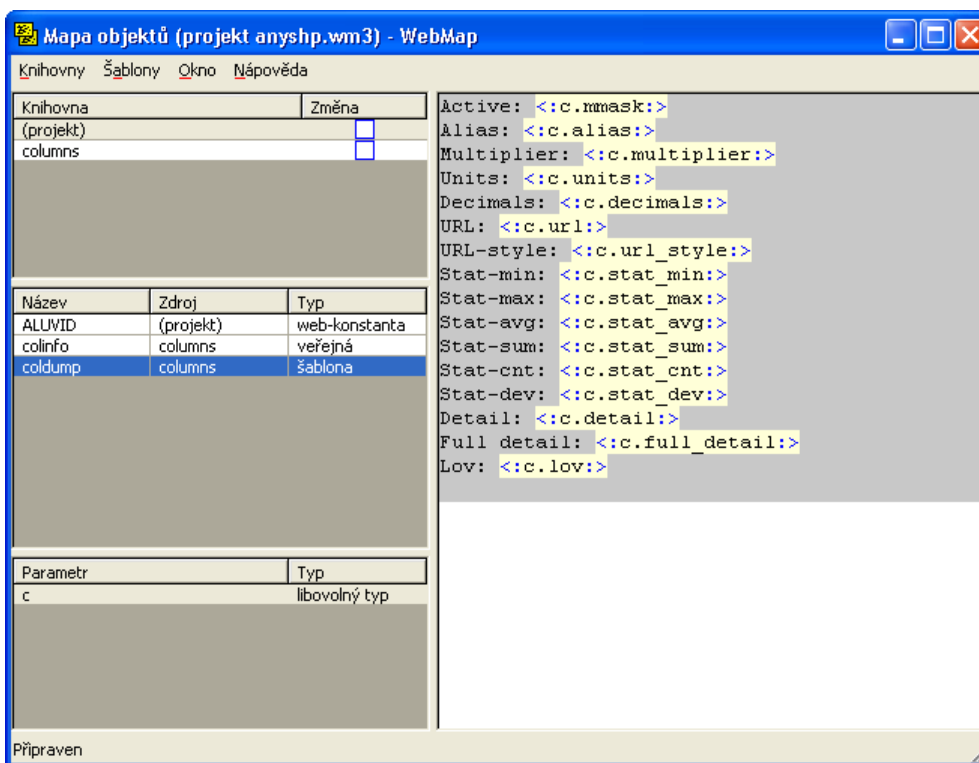 Mapa objektů (projekt anyshp.wm3) - WebMap
Knihovny Šablony Okno Nápověda
Knihovna Změna
(projekt)
columns
Název Zdroj Typ
ALUVID (projekt) web-konstanta
colinfo columns veřejná
coldump columns šablona
Parametr Typ
c libovolný typ
Active: <:c.mmask:>
Alias: <:c.alias:>
Multiplier: <:c.multiplier:>
Units: <:c.units:>
Decimals: <:c.decimals:>
URL: <:c.url:>
URL-style: <:c.url_style:>
Stat-min: <:c.stat_min:>
Stat-max: <:c.stat_max:>
Stat-avg: <:c.stat_avg:>
Stat-sum: <:c.stat_sum:>
Stat-cnt: <:c.stat_cnt:>
Stat-dev: <:c.stat_dev:>
Detail: <:c.detail:>
Full detail: <:c.full_detail:>
Lov: <:c.lov:>
Připraven